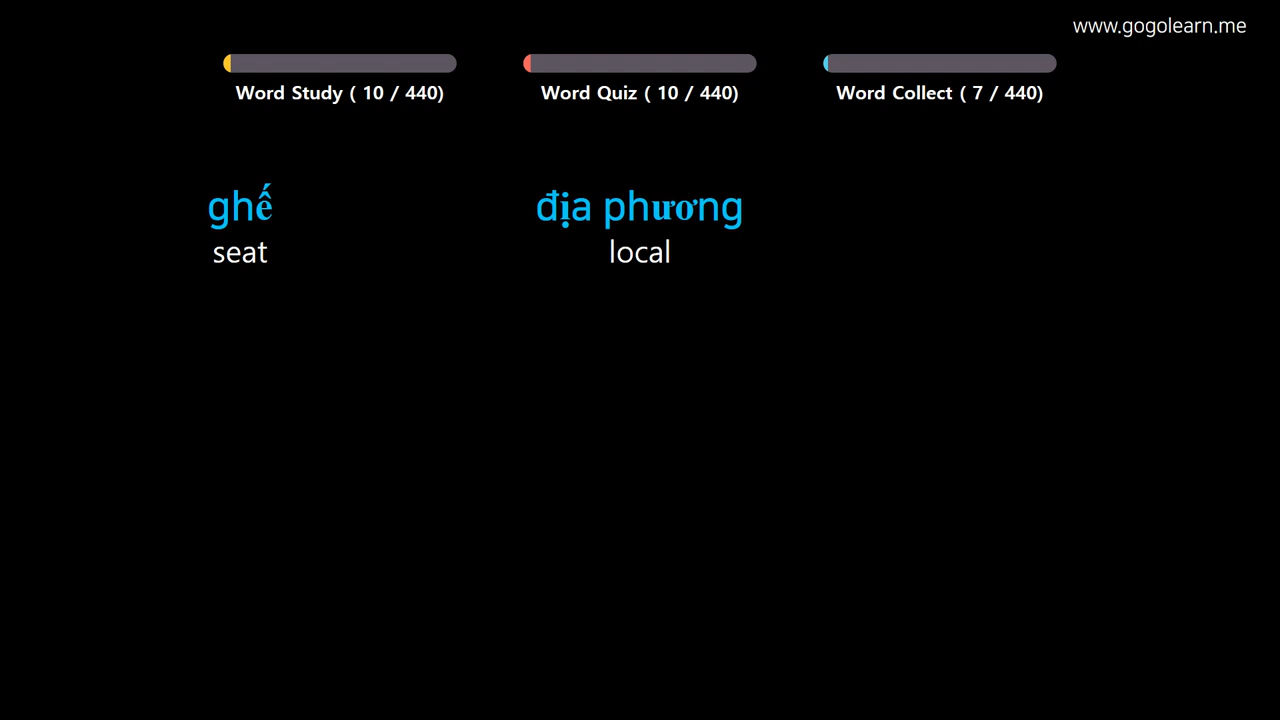 www.gogolearn.me
Word Study ( 10 / 440)
Word Quiz ( 10 / 440)
Word Collect ( 7 / 440)
ghế
seat
địa phương
local